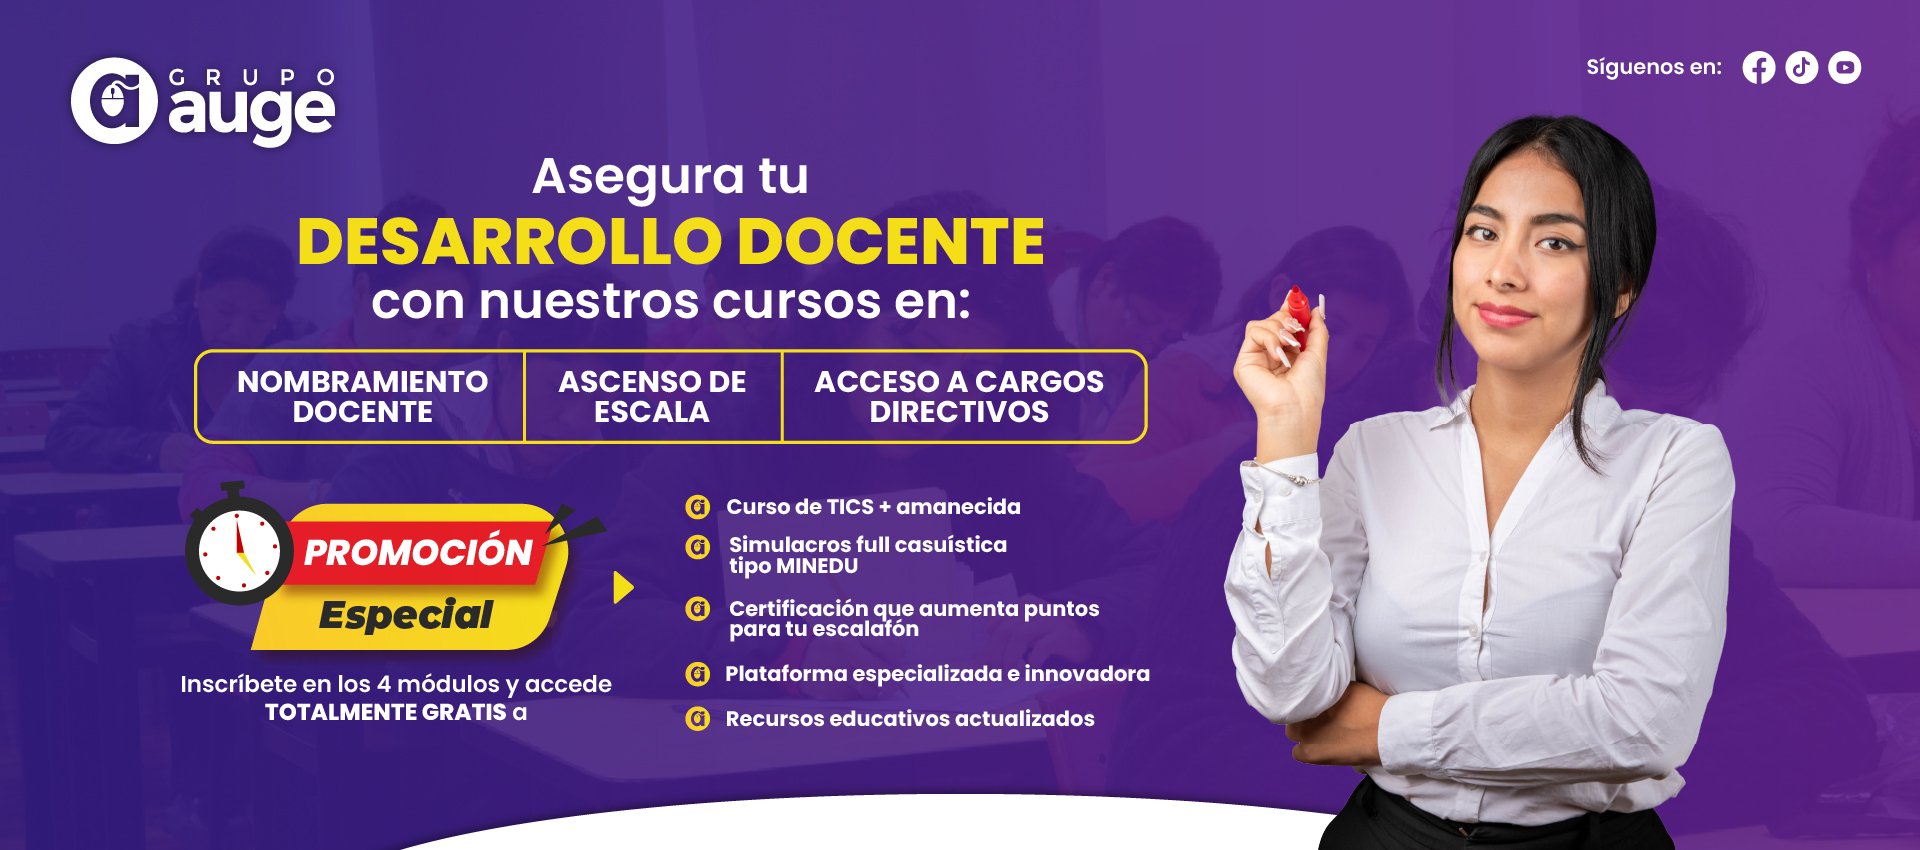 GRUPO
auge
Síguenos en:
Asegura tu
DESARROLLO DOCENTE
con nuestros cursos en:
NOMBRAMIENTO
DOCENTE
ASCENSO DE
ESCALA
ACCESO A CARGOS
DIRECTIVOS
PROMOCIÓN
Especial
Inscríbete en los 4 módulos y accede
TOTALMENTE GRATIS a
Curso de TICS + amanecida
Simulacros full casuística
tipo MINEDU
Certificación que aumenta puntos
para tu escalafón
Plataforma especializada e innovadora
Recursos educativos actualizados